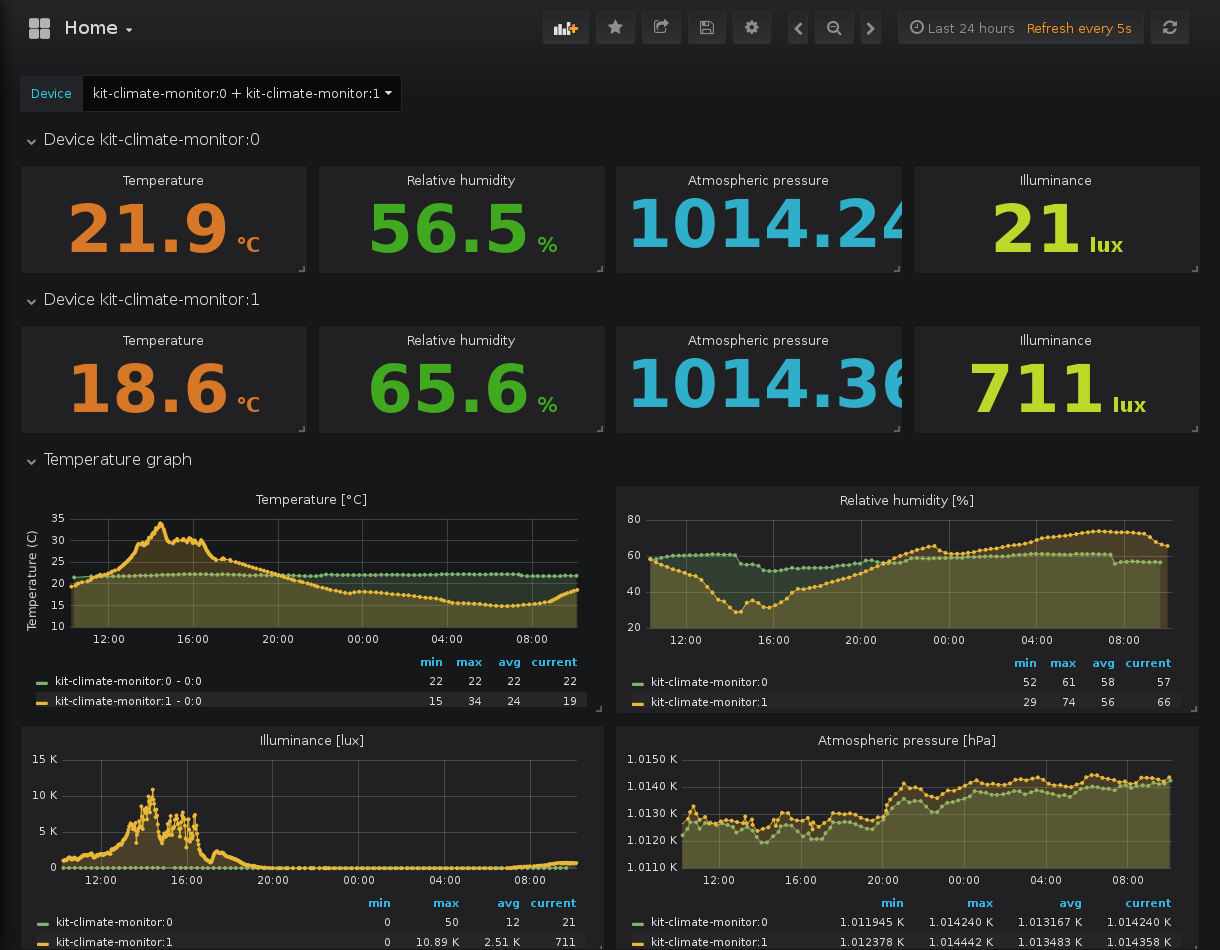 Home
Last 24 hours Refresh every 5s
Device kit-climate-monitor:0 + kit-climate-monitor:1
Device kit-climate-monitor:0
Temperature Relative humidity Atmospheric pressure Illuminance
21.9 °C 56.5 % 1014.24 21 lux
Device kit-climate-monitor:1
Temperature Relative humidity Atmospheric pressure Illuminance
18.6 °C 65.6 % 1014.36 711 lux
Temperature graph
Temperature [°C]
Temperature (C)
35
30
25
20
15
10
12:00 16:00 20:00 00:00 04:00 08:00
min max avg current
kit-climate-monitor:0 - 0:0 22 22 22 22
kit-climate-monitor:1 - 0:0 15 34 24 19
Relative humidity [%]
80
60
40
20
12:00 16:00 20:00 00:00 04:00 08:00
min max avg current
kit-climate-monitor:0 52 61 58 57
kit-climate-monitor:1 29 74 56 66
Illuminance [lux]
15 K
10 K
5 K
0
12:00 16:00 20:00 00:00 04:00 08:00
min max avg current
kit-climate-monitor:0 0 50 12 21
kit-climate-monitor:1 0 10.89 K 2.51 K 711
Atmospheric pressure [hPa]
1.0150 K
1.0140 K
1.0130 K
1.0120 K
1.0110 K
12:00 16:00 20:00 00:00 04:00 08:00
min max avg current
kit-climate-monitor:0 1.011945 K 1.014240 K 1.013167 K 1.014240 K
kit-climate-monitor:1 1.012378 K 1.014442 K 1.013483 K 1.014358 K